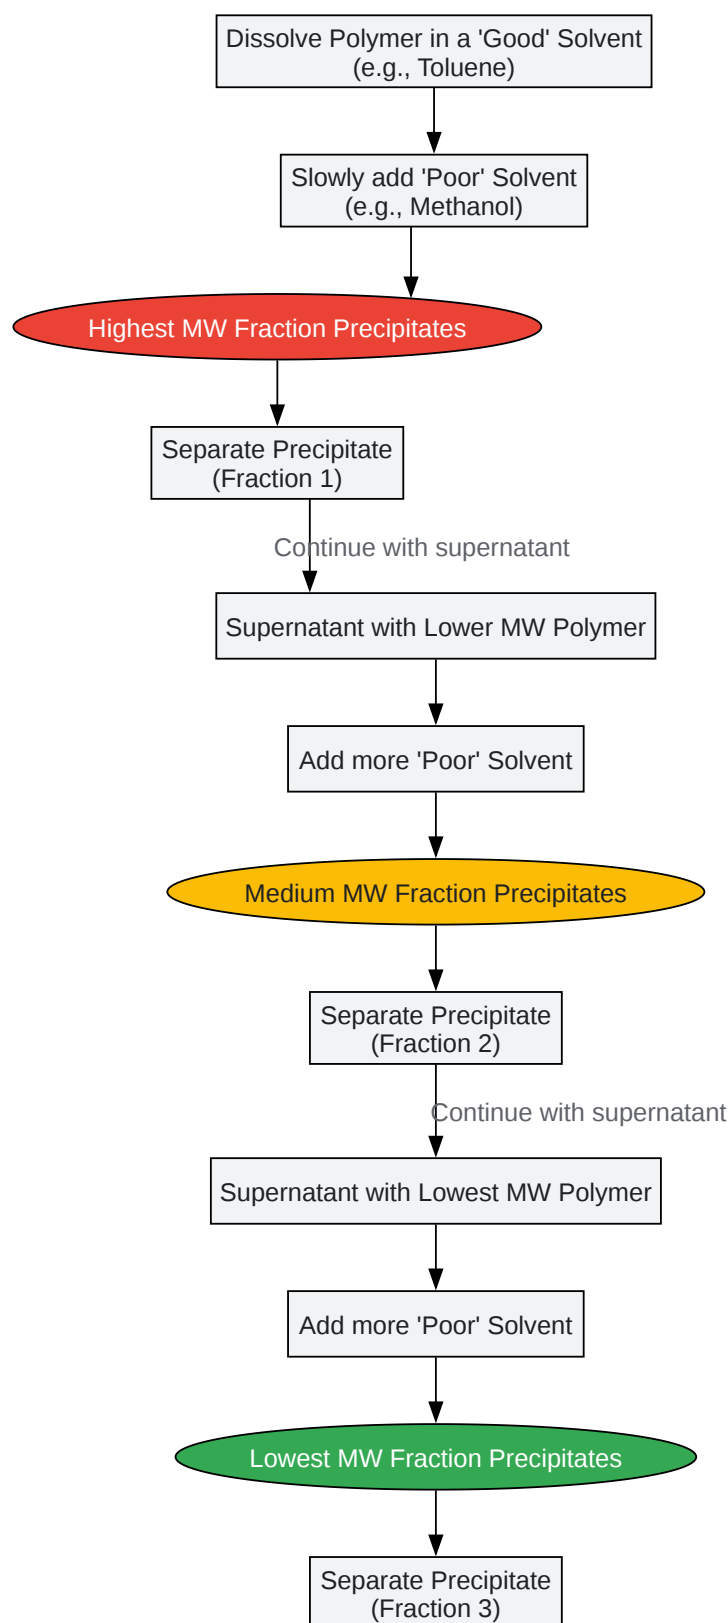 Dissolve Polymer in a 'Good' Solvent
(e.g., Toluene)
Slowly add 'Poor' Solvent
(e.g., Methanol)
Highest MW Fraction Precipitates
Separate Precipitate
(Fraction 1)
Continue with supernatant
Supernatant with Lower MW Polymer
Add more 'Poor' Solvent
Medium MW Fraction Precipitates
Separate Precipitate
(Fraction 2)
Continue with supernatant
Supernatant with Lowest MW Polymer
Add more 'Poor' Solvent
Lowest MW Fraction Precipitates
Separate Precipitate
(Fraction 3)